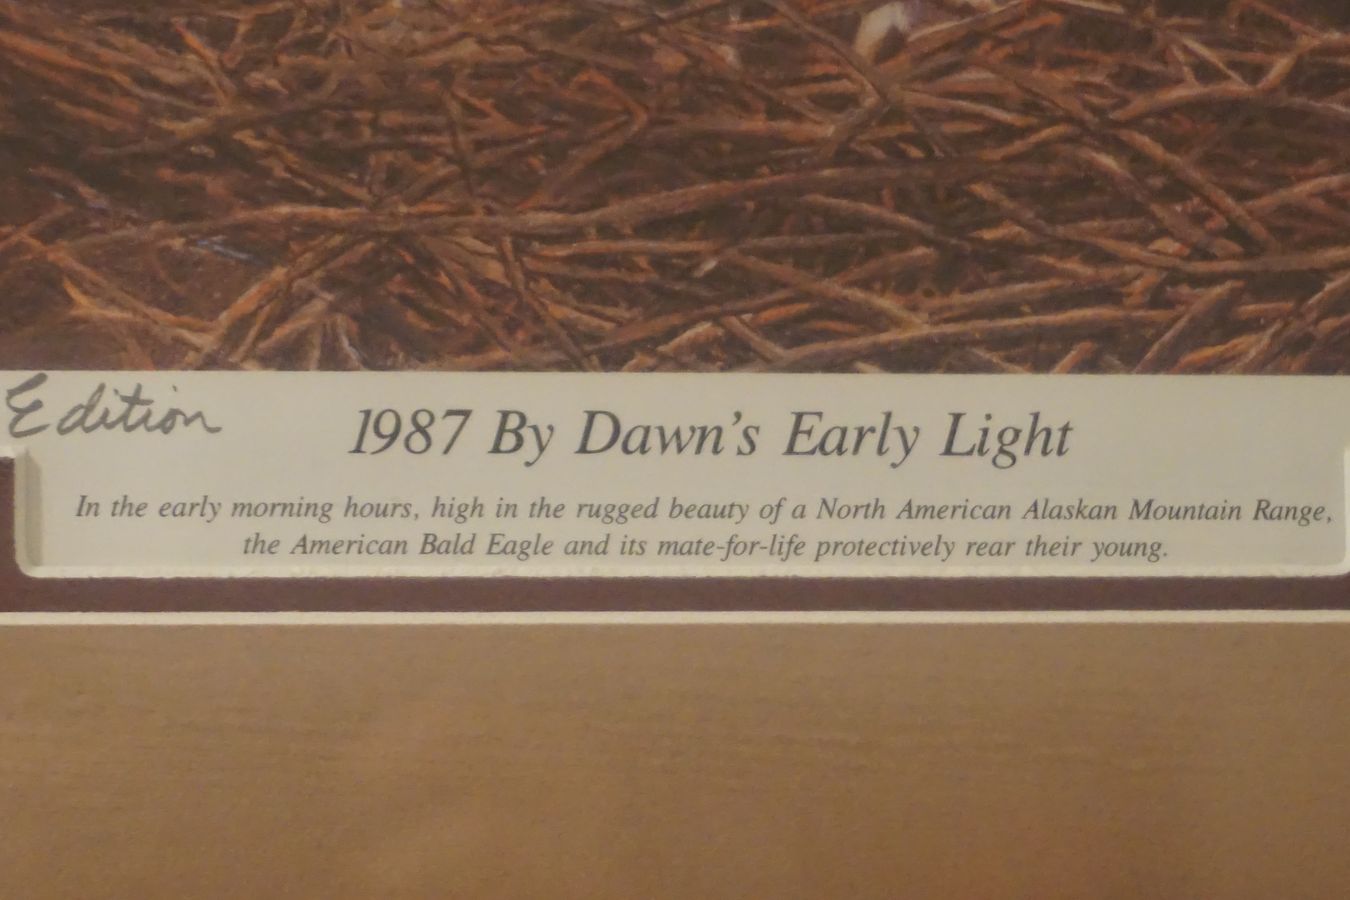 Edition
1987 By Dawn's Early Light
In the early morning hours, high in the rugged beauty of a North American Alaskan Mountain Range,
the American Bald Eagle and its mate-for-life protectively rear their young.